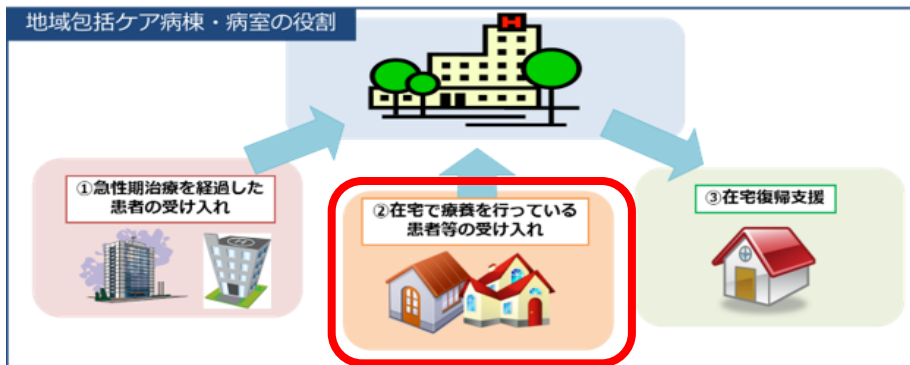 地域包括ケア病棟・病室の役割
H
①急性期治療を経過した
患者の受け入れ
②在宅で療養を行っている
患者等の受け入れ
③在宅復帰支援